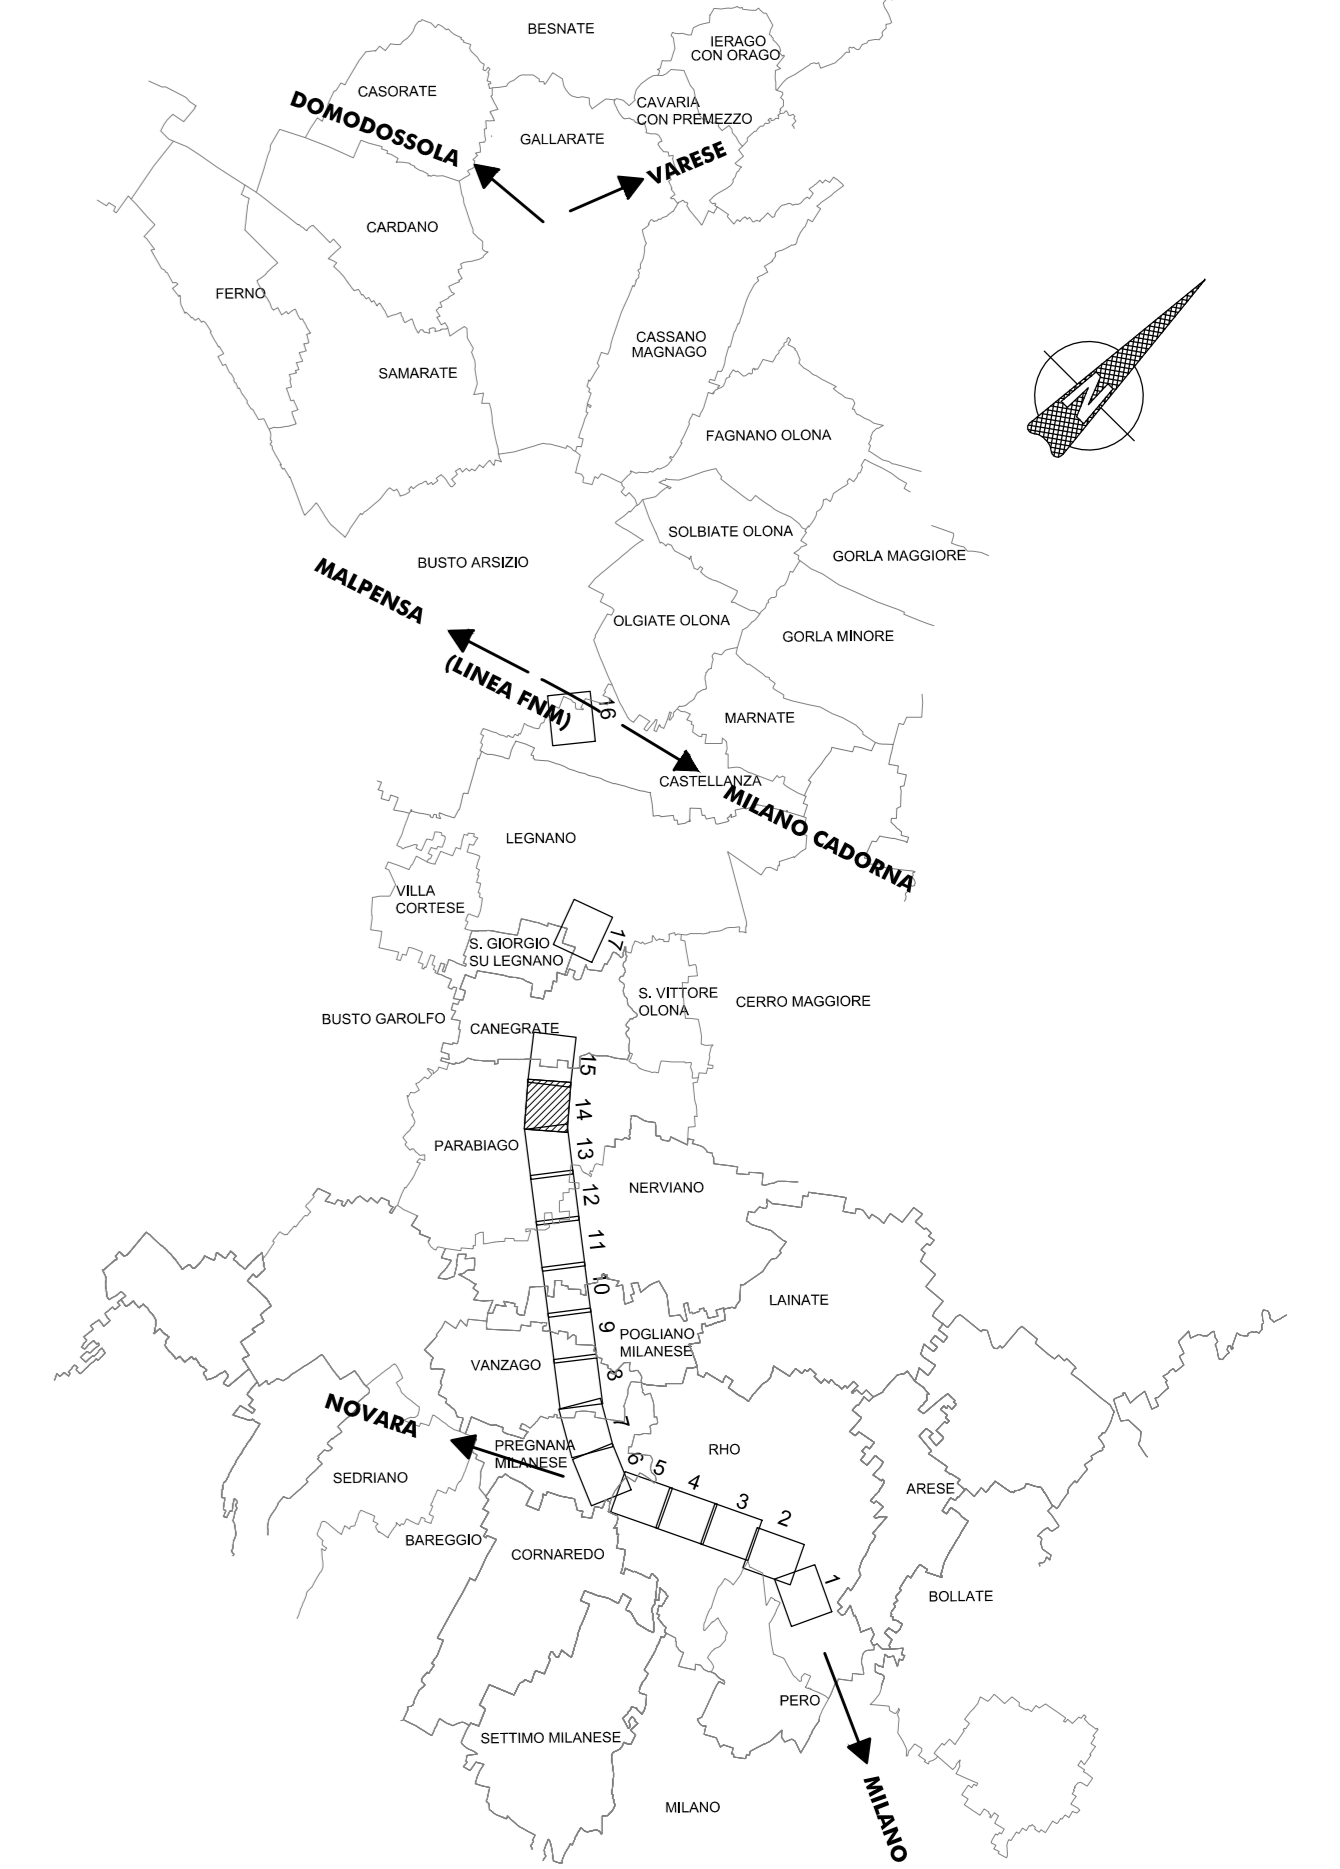 BESNATE
IERAGO
CON ORAGO
CASORATE
CAVARIA
CON PREMEZZO
DOMODOSSOLA
GALLARATE
VARESE
CARDANO
FERNO
CASSANO
MAGNAGO
SAMARATE
N
FAGNANO OLONA
SOLBIATE OLONA
GORLA MAGGIORE
BUSTO ARSIZIO
MALPENSA
OLGIATE OLONA
GORLA MINORE
(LINEA FNM)
16
MARNATE
CASTELLANZA
MILANO CADORNA
LEGNANO
VILLA
CORTESE
17
S. GIORGIO
SU LEGNANO
S. VITTORE
OLONA
CERRO MAGGIORE
BUSTO GAROLFO
CANEGRATE
15
14
PARABIAGO
13
NERVIANO
12
11
10
LAINATE
9
POGLIANO
MILANESE
VANZAGO
8
NOVARA
7
PREGNANA
MILANESE
RHO
6
5
4
3
2
1
SEDRIANO
ARESE
BAREGGIO
CORNAREDO
BOLLATE
PERO
SETTIMO MILANESE
MILANO
MILANO